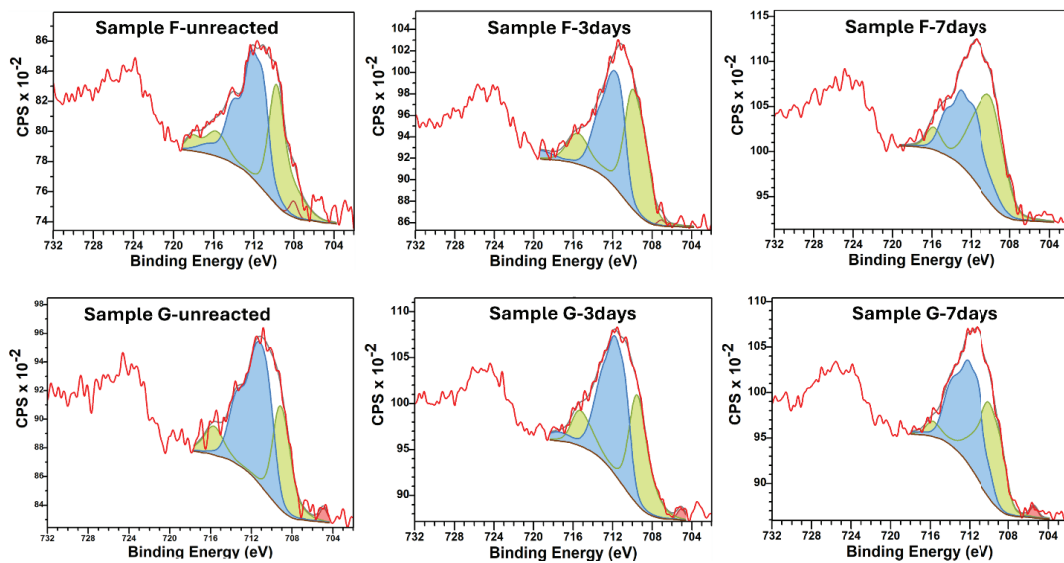 Sample F-unreacted
CPS x 10-2
86
84
82
80
78
76
74
732 728 724 720 716 712 708 704
Binding Energy (eV)
Sample F-3days
CPS x 10-2
104
102
100
98
96
94
92
90
88
86
732 728 724 720 716 712 708 704
Binding Energy (eV)
Sample F-7days
CPS x 10-2
115
110
105
100
95
732 728 724 720 716 712 708 704
Binding Energy (eV)
Sample G-unreacted
CPS x 10-2
98
96
94
92
90
88
86
84
732 728 724 720 716 712 708 704
Binding Energy (eV)
Sample G-3days
CPS x 10-2
110
105
100
95
90
732 728 724 720 716 712 708 704
Binding Energy (eV)
Sample G-7days
CPS x 10-2
110
105
100
95
90
732 728 724 720 716 712 708 704
Binding Energy (eV)